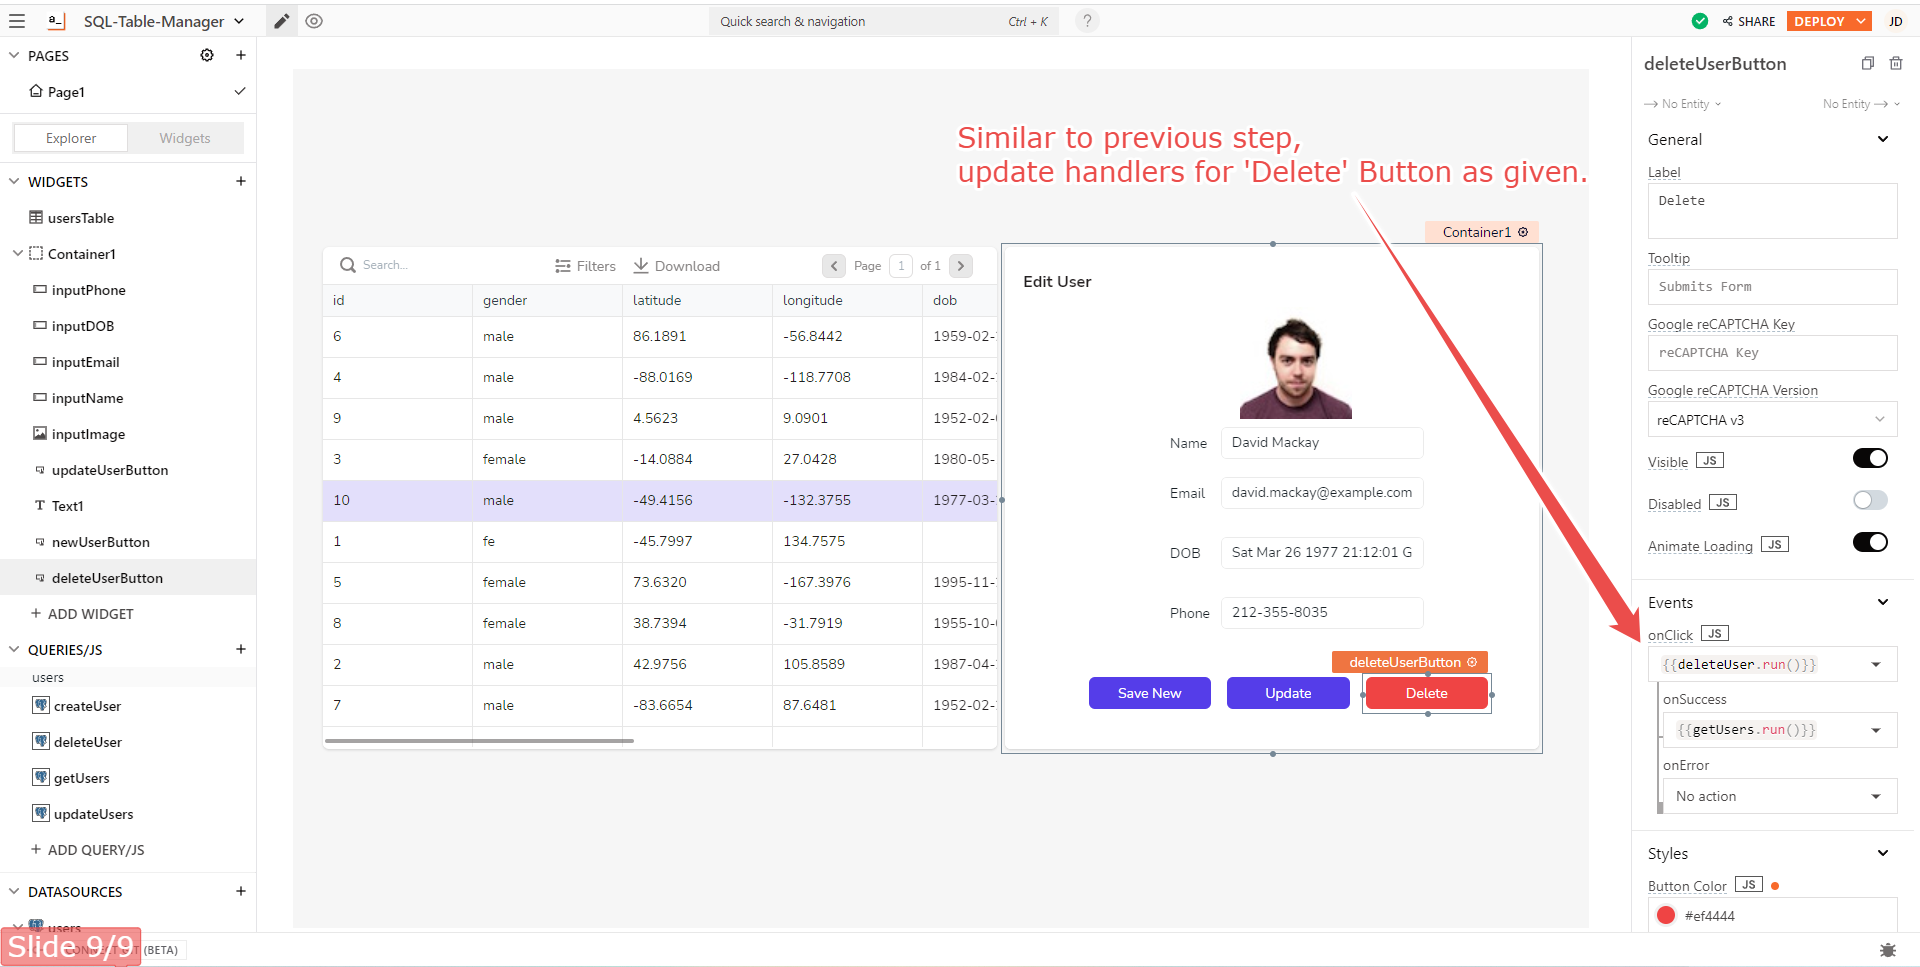 a_
SQL-Table-Manager
Quick search & navigation
Ctrl + K
?
SHARE
DEPLOY
JD
PAGES
Page1
Explorer
Widgets
WIDGETS
usersTable
Container1
inputPhone
inputDOB
inputEmail
inputName
inputImage
updateUserButton
Text1
newUserButton
deleteUserButton
+ ADD WIDGET
QUERIES/JS
users
createUser
deleteUser
getUsers
updateUsers
+ ADD QUERY/JS
DATASOURCES
users
Slide 9/9
(BETA)
Similar to previous step,
update handlers for 'Delete' Button as given.
Search...
Filters
Download
Page 1 of 1
id gender latitude longitude dob
6 male 86.1891 -56.8442 1959-02-
4 male -88.0169 -118.7708 1984-02-
9 male 4.5623 9.0901 1952-02-
3 female -14.0884 27.0428 1980-05-
10 male -49.4156 -132.3755 1977-03-
1 fe -45.7997 134.7575
5 female 73.6320 -167.3976 1995-11-
8 female 38.7394 -31.7919 1955-10-
2 male 42.9756 105.8589 1987-04-
7 male -83.6654 87.6481 1952-02-
Container1
Edit User
Name David Mackay
Email david.mackay@example.com
DOB Sat Mar 26 1977 21:12:01 G
Phone 212-355-8035
deleteUserButton
Save New
Update
Delete
deleteUserButton
No Entity
No Entity
General
Label
Delete
Tooltip
Submits Form
Google reCAPTCHA Key
reCAPTCHA Key
Google reCAPTCHA Version
reCAPTCHA v3
Visible JS
Disabled JS
Animate Loading JS
Events
onClick JS
{{deleteUser.run()}}
onSuccess
{{getUsers.run()}}
onError
No action
Styles
Button Color JS
#ef4444